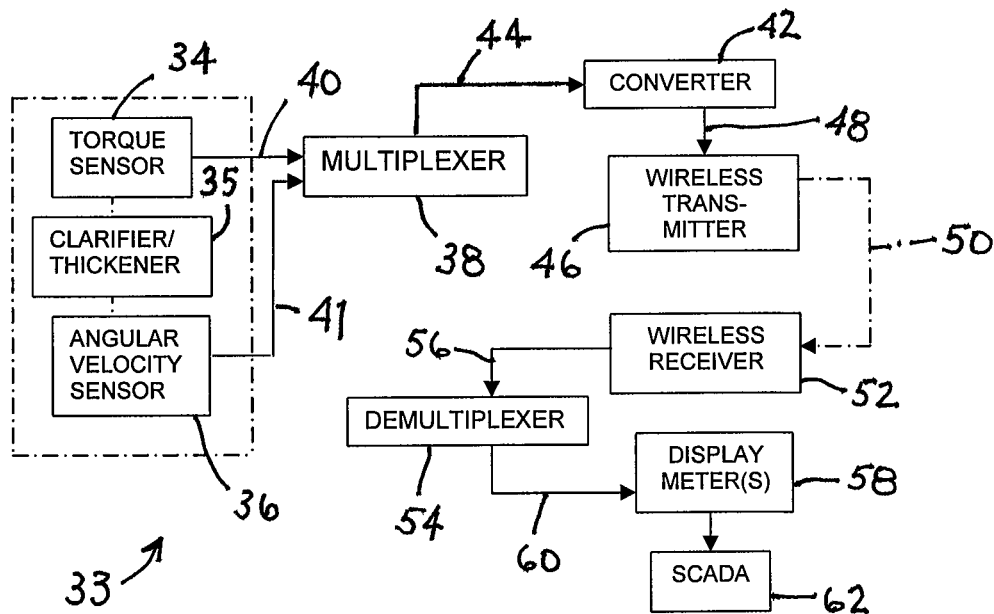 34
TORQUE
SENSOR
35
CLARIFIER/
THICKENER
ANGULAR
VELOCITY
SENSOR
36
33
40
41
MULTIPLEXER
38
44
42
CONVERTER
48
WIRELESS
TRANS-
MITTER
46
50
WIRELESS
RECEIVER
52
56
DEMULTIPLEXER
54
60
DISPLAY
METER(S)
58
SCADA
62